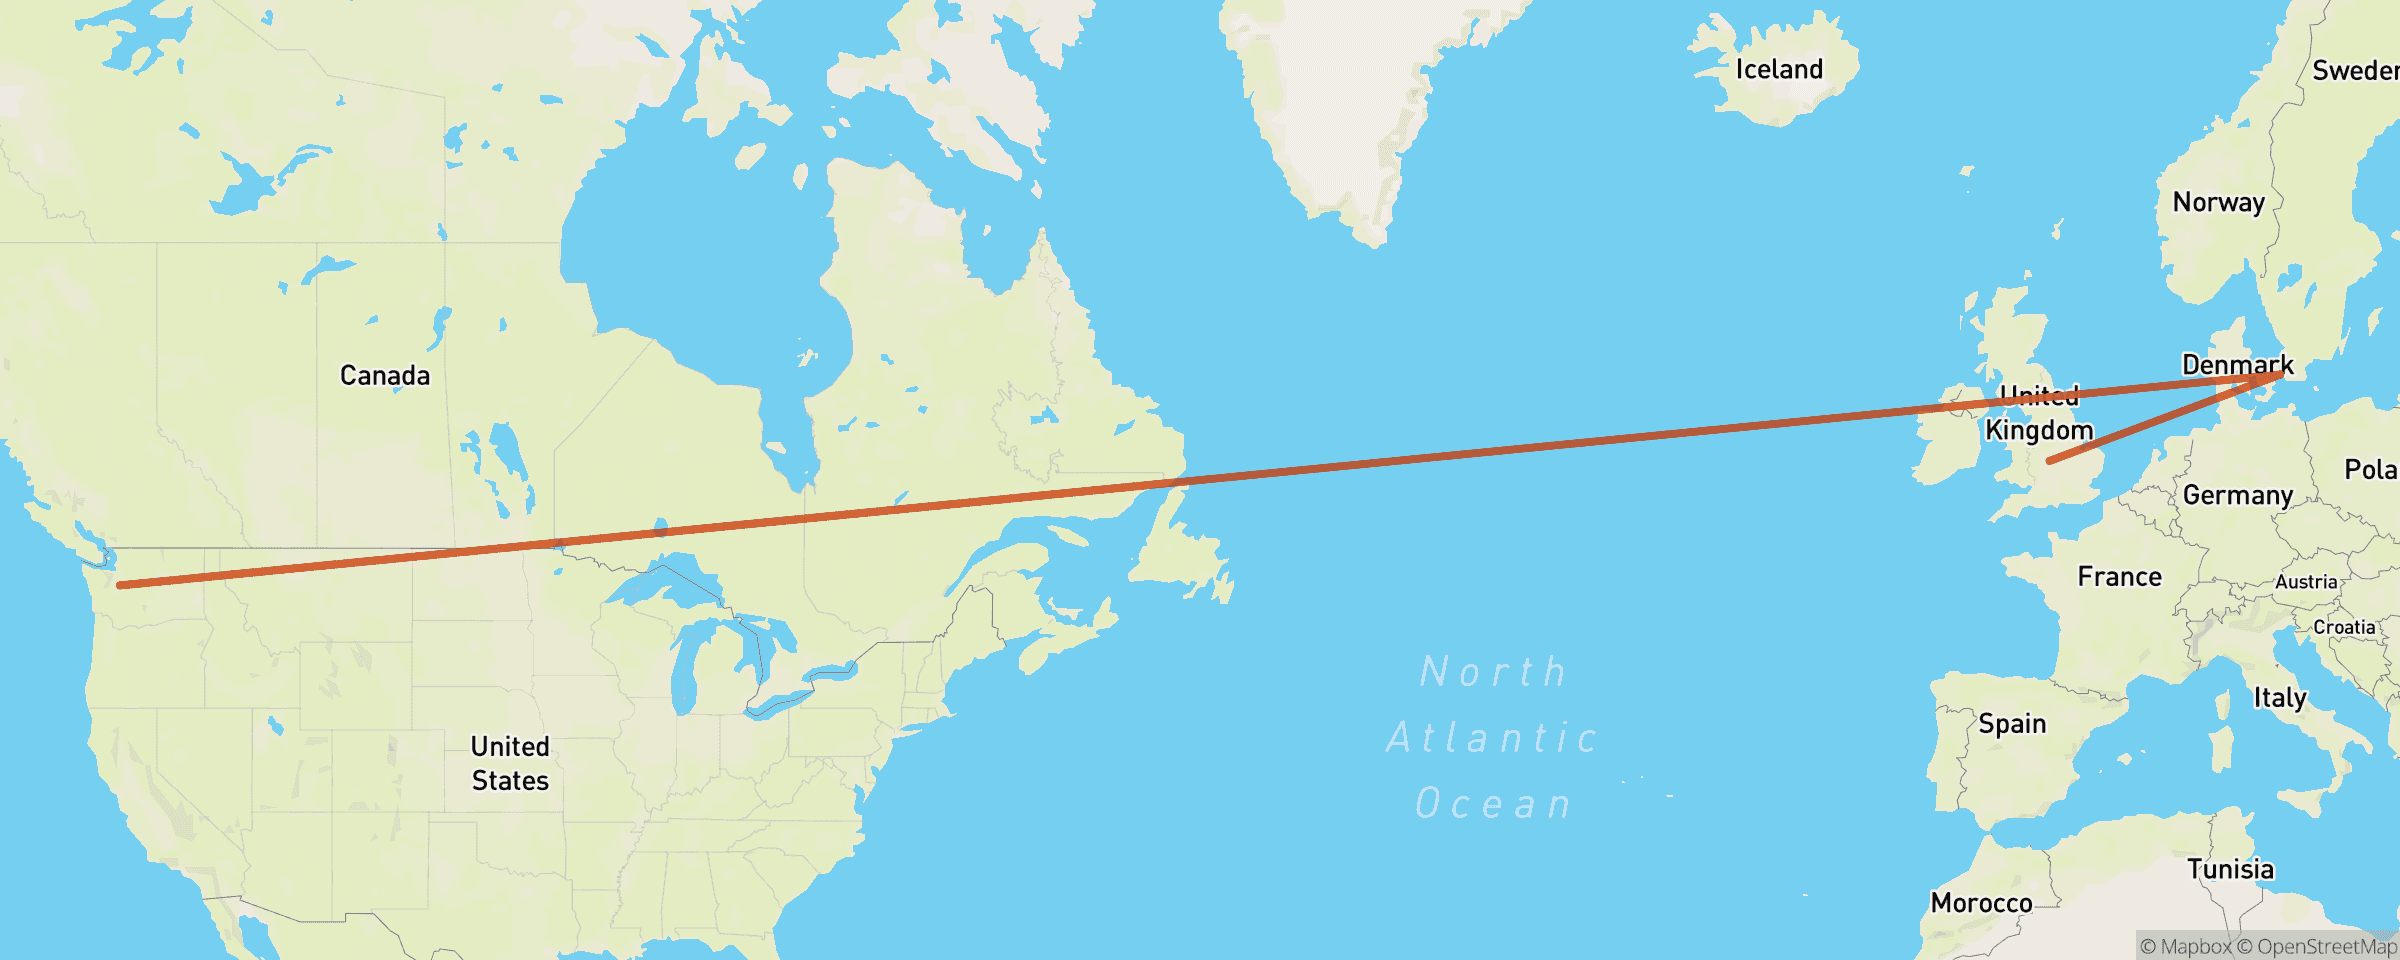 Iceland
Sweden
Norway
Canada
Denmark
United
Kingdom
Pola
Germany
France
Austria
Croatia
North
Atlantic
Ocean
Italy
Spain
United
States
Tunisia
Morocco
© Mapbox © OpenStreetMap